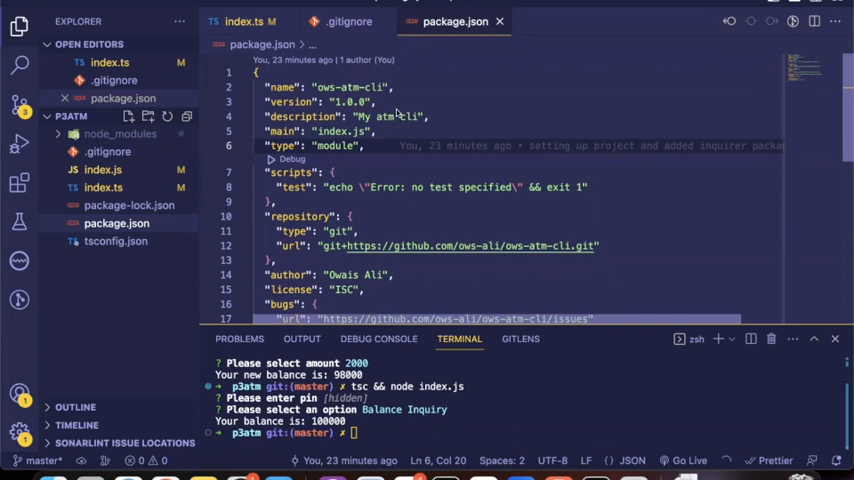 EXPLORER
index.ts M
.gitignore
package.json
OPEN EDITORS
index.ts M
.gitignore
package.json
P3ATM
node_modules
.gitignore
index.js
index.ts M
package-lock.json
package.json
tsconfig.json
OUTLINE
TIMELINE
SONARLINT ISSUE LOCATIONS
3
1
1
package.json > ...
You, 23 minutes ago | 1 author (You)
1 {
2 "name": "ows-atm-cli",
3 "version": "1.0.0",
4 "description": "My atm cli",
5 "main": "index.js",
6 "type": "module", You, 23 minutes ago • setting up project and added inquirer packag
Debug
7 "scripts": {
8 "test": "echo \"Error: no test specified\" && exit 1"
9 },
10 "repository": {
11 "type": "git",
12 "url": "git+https://github.com/ows-ali/ows-atm-cli.git"
13 },
14 "author": "Owais Ali",
15 "license": "ISC",
16 "bugs": {
17 "url": "https://github.com/ows-ali/ows-atm-cli/issues"
PROBLEMS OUTPUT DEBUG CONSOLE TERMINAL GITLENS
zsh
? Please select amount 2000
Your new balance is: 98000
➜ p3atm git:(master) ✗ tsc && node index.js
? Please enter pin [hidden]
? Please select an option Balance Inquiry
Your balance is: 100000
➜ p3atm git:(master) ✗
master* 0 0 You, 23 minutes ago Ln 6, Col 20 Spaces: 2 UTF-8 LF {} JSON Go Live Prettier